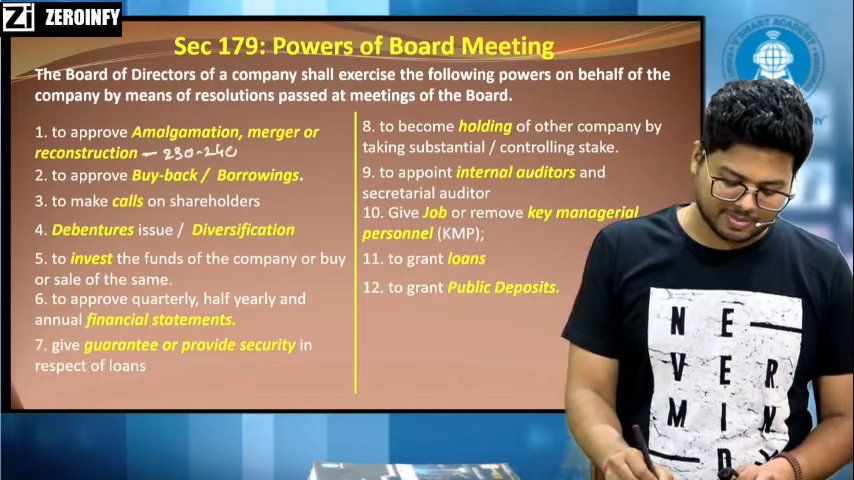 Zi ZEROINFY
Sec 179: Powers of Board Meeting
The Board of Directors of a company shall exercise the following powers on behalf of the
company by means of resolutions passed at meetings of the Board.
1. to approve Amalgamation, merger or
reconstruction — 230-240
2. to approve Buy-back / Borrowings.
3. to make calls on shareholders
4. Debentures issue / Diversification
5. to invest the funds of the company or buy
or sale of the same.
6. to approve quarterly, half yearly and
annual financial statements.
7. give guarantee or provide security in
respect of loans
8. to become holding of other company by
taking substantial / controlling stake.
9. to appoint internal auditors and
secretarial auditor
10. Give Job or remove key managerial
personnel (KMP);
11. to grant loans
12. to grant Public Deposits.
V'SMART ACADEMY
NE
VER
MIN
D